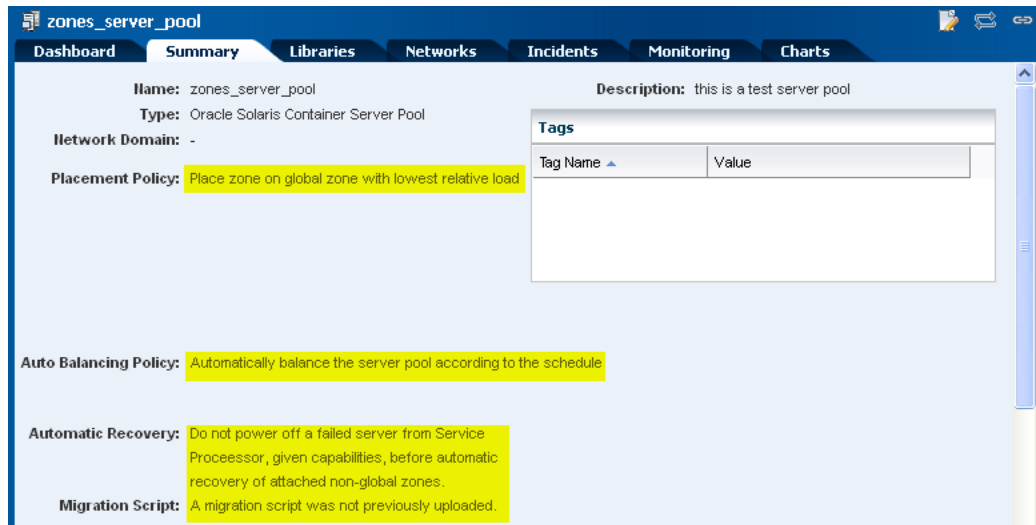 zones_server_pool
Dashboard Summary Libraries Networks Incidents Monitoring Charts
Name: zones_server_pool
Type: Oracle Solaris Container Server Pool
Network Domain: -
Placement Policy: Place zone on global zone with lowest relative load
Description: this is a test server pool
Tags
Tag Name Value
Auto Balancing Policy: Automatically balance the server pool according to the schedule
Automatic Recovery: Do not power off a failed server from Service
Proceessor, given capabilities, before automatic
recovery of attached non-global zones.
Migration Script: A migration script was not previously uploaded.